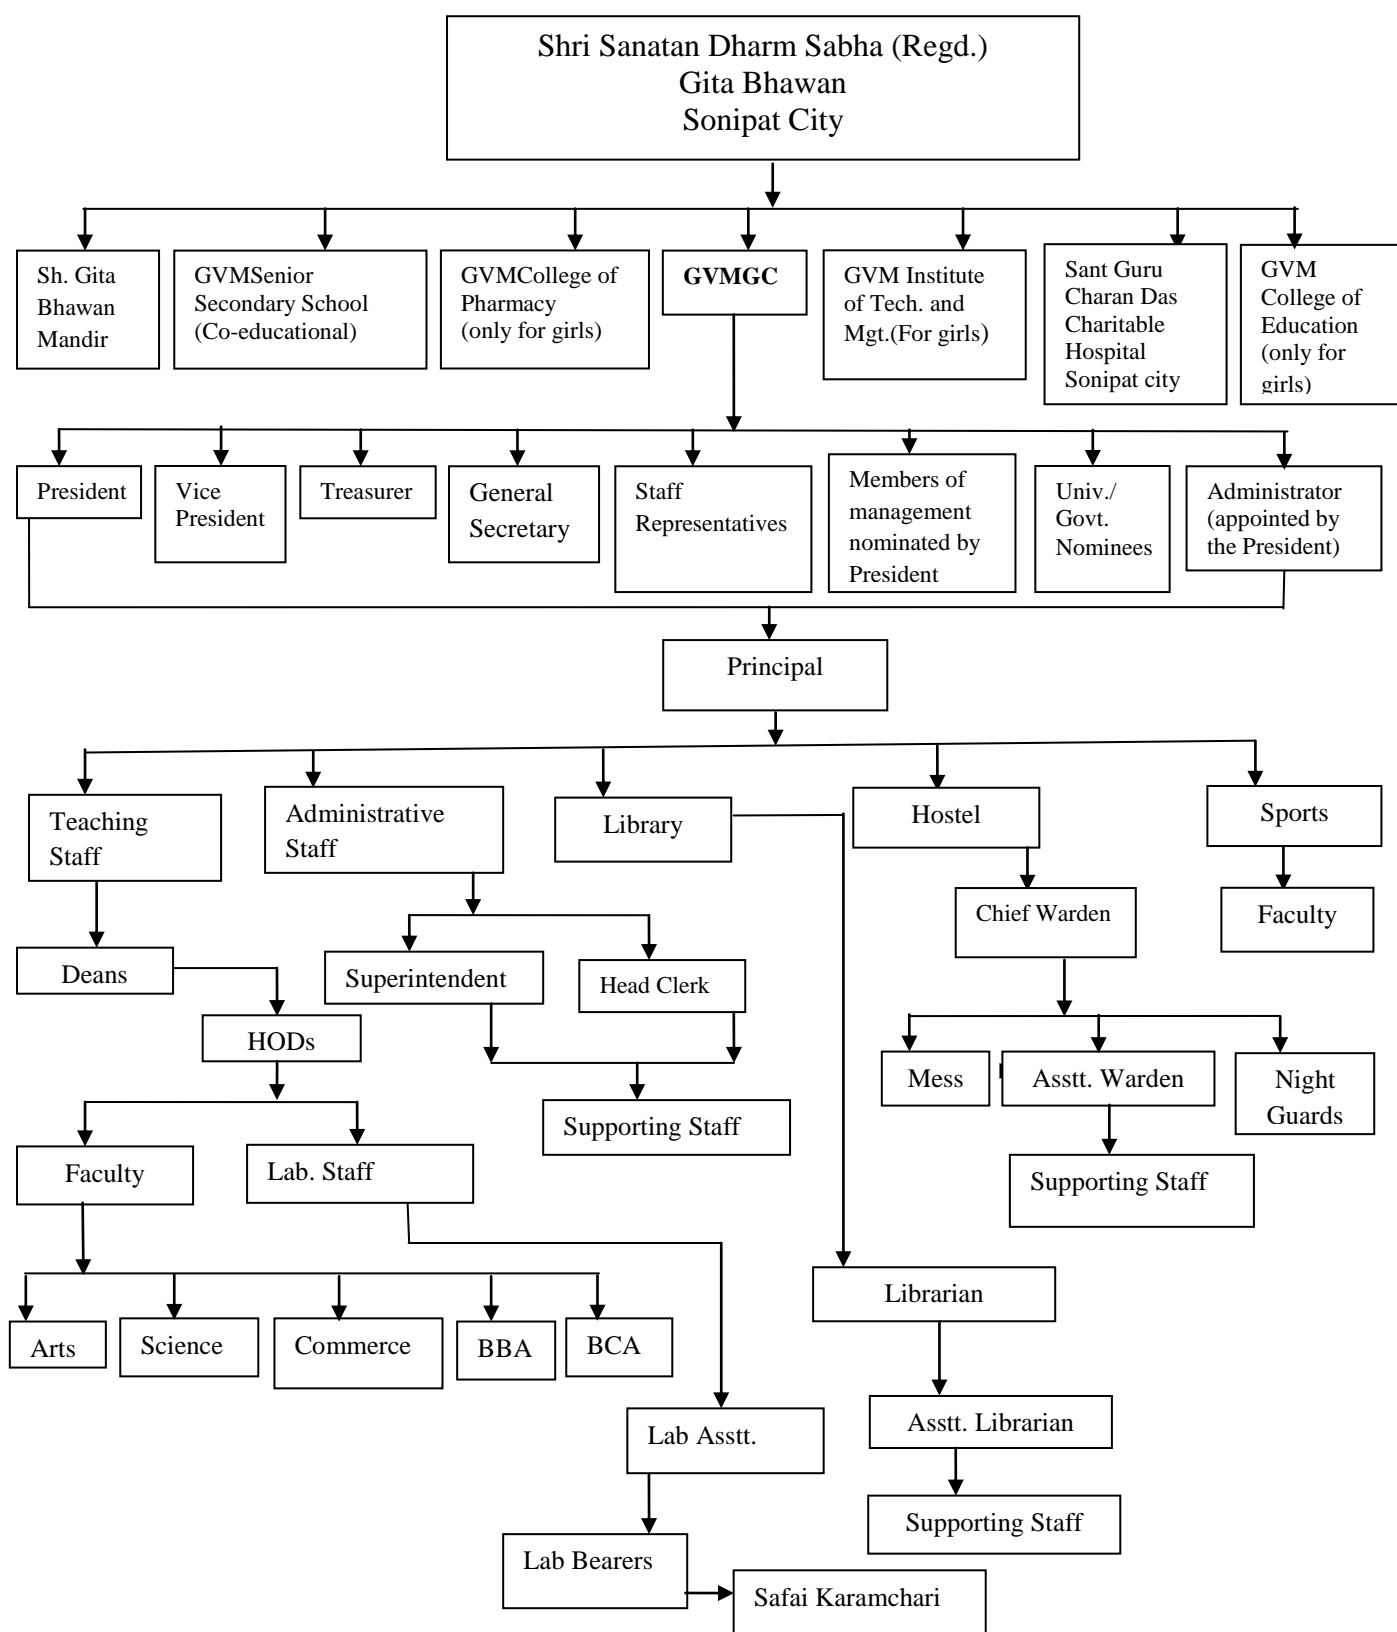 Shri Sanatan Dharm Sabha (Regd.)
Gita Bhawan
Sonipat City
Sh. Gita
Bhawan
Mandir
GVMSenior
Secondary School
(Co-educational)
GVMCollege of
Pharmacy
(only for girls)
GVMGC
GVM Institute
of Tech. and
Mgt.(For girls)
Sant Guru
Charan Das
Charitable
Hospital
Sonipat city
GVM
College of
Education
(only for
girls)
President
Vice
President
Treasurer
General
Secretary
Staff
Representatives
Members of
management
nominated by
President
Univ./
Govt.
Nominees
Administrator
(appointed by
the President)
Principal
Teaching
Staff
Administrative
Staff
Library
Hostel
Sports
Chief Warden
Faculty
Deans
Superintendent
Head Clerk
HODs
Mess
Asstt. Warden
Night
Guards
Supporting Staff
Faculty
Lab. Staff
Supporting Staff
Librarian
Arts
Science
Commerce
BBA
BCA
Lab Asstt.
Asstt. Librarian
Supporting Staff
Lab Bearers
Safai Karamchari